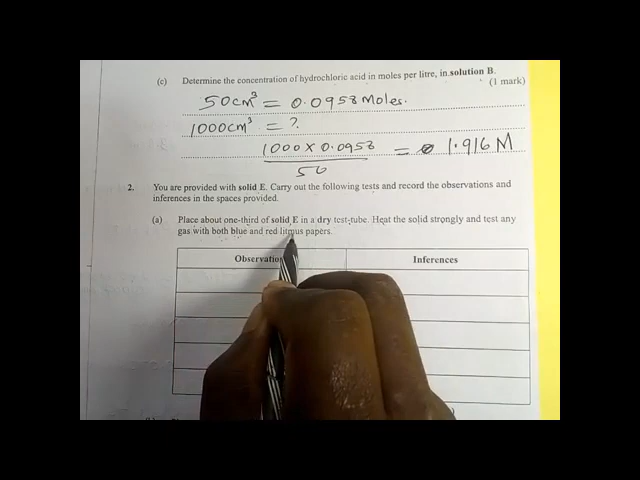 (c) Determine the concentration of hydrochloric acid in moles per litre, in solution B.
(1 mark)
50cm³ = 0.0958 Moles.
1000cm³ = ?
1000 x 0.0958 = 1.916 M
50
2. You are provided with solid E. Carry out the following tests and record the observations and
inferences in the spaces provided.
(a) Place about one-third of solid E in a dry test-tube. Heat the solid strongly and test any
gas with both blue and red litmus papers.
Inferences